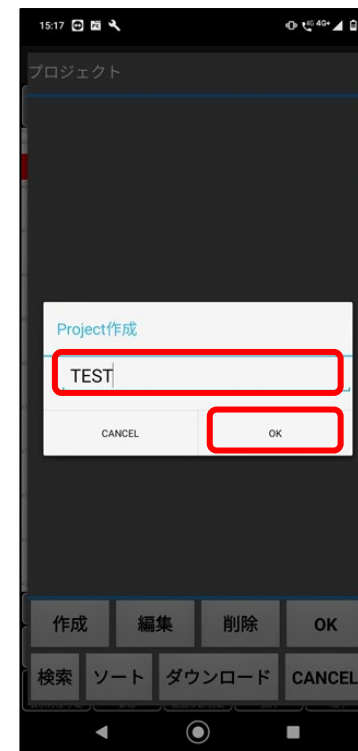 15:17 4G 4G+
プロジェクト
Project作成
TEST
CANCEL OK
作成 編集 削除 OK
検索 ソート ダウンロード CANCEL